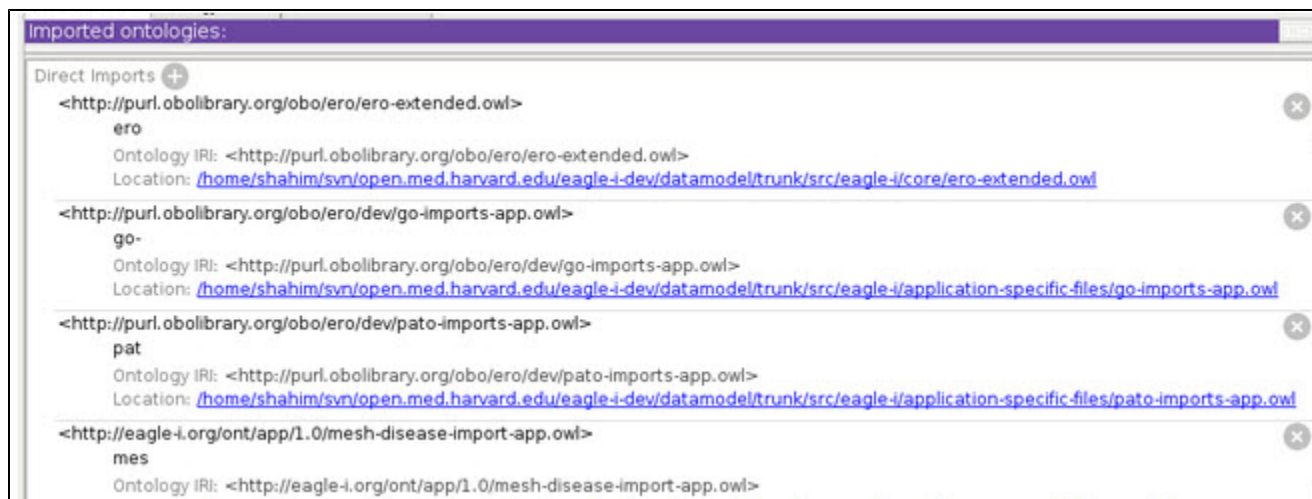 Imported ontologies:
Direct Imports
<http://purl.obolibrary.org/obo/ero/ero-extended.owl>
ero
Ontology IRI: <http://purl.obolibrary.org/obo/ero/ero-extended.owl>
Location: /home/shahim/svn/open.med.harvard.edu/eagle-i-dev/datamodel/trunk/src/eagle-i/core/ero-extended.owl
<http://purl.obolibrary.org/obo/ero/dev/go-imports-app.owl>
go-
Ontology IRI: <http://purl.obolibrary.org/obo/ero/dev/go-imports-app.owl>
Location: /home/shahim/svn/open.med.harvard.edu/eagle-i-dev/datamodel/trunk/src/eagle-i/application-specific-files/go-imports-app.owl
<http://purl.obolibrary.org/obo/ero/dev/pato-imports-app.owl>
pat
Ontology IRI: <http://purl.obolibrary.org/obo/ero/dev/pato-imports-app.owl>
Location: /home/shahim/svn/open.med.harvard.edu/eagle-i-dev/datamodel/trunk/src/eagle-i/application-specific-files/pato-imports-app.owl
<http://eagle-i.org/ont/app/1.0/mesh-disease-import-app.owl>
mes
Ontology IRI: <http://eagle-i.org/ont/app/1.0/mesh-disease-import-app.owl>